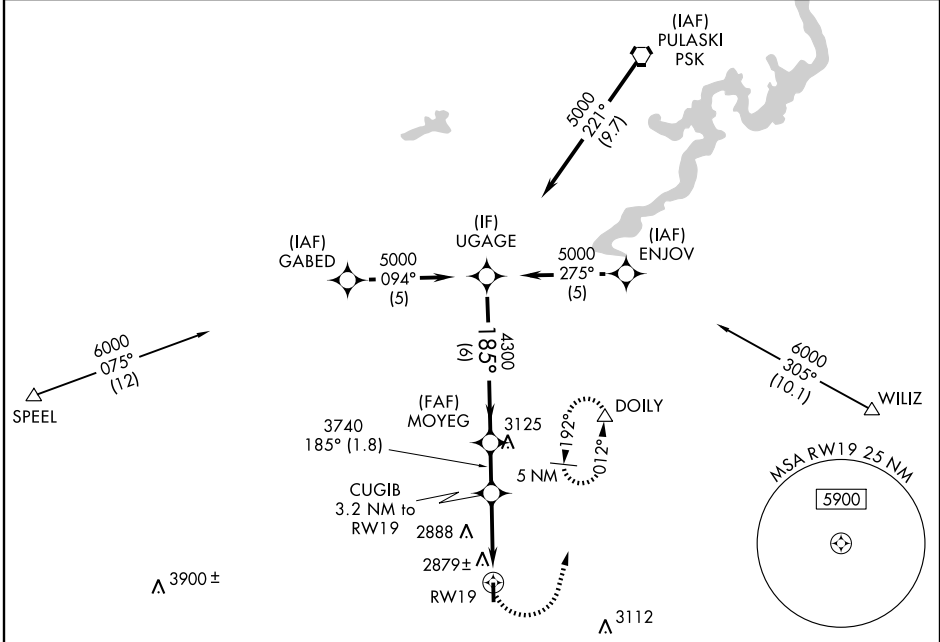 (IAF)
PULASKI
PSK
5000
221°
(9.7)
(IF)
UGAGE
(IAF)
GABED
5000
094°
(5)
5000
275°
(5)
(IAF)
ENJOV
6000
075°
(12)
SPEEL
4300
185°
(6)
6000
305°
(10.1)
WILIZ
(FAF)
MOYEG
3125
DOILY
192°
012°
5 NM
3740
185° (1.8)
CUGIB
3.2 NM to
RW19
2888
2879±
RW19
3900±
3112
MSA RW19 25 NM
5900